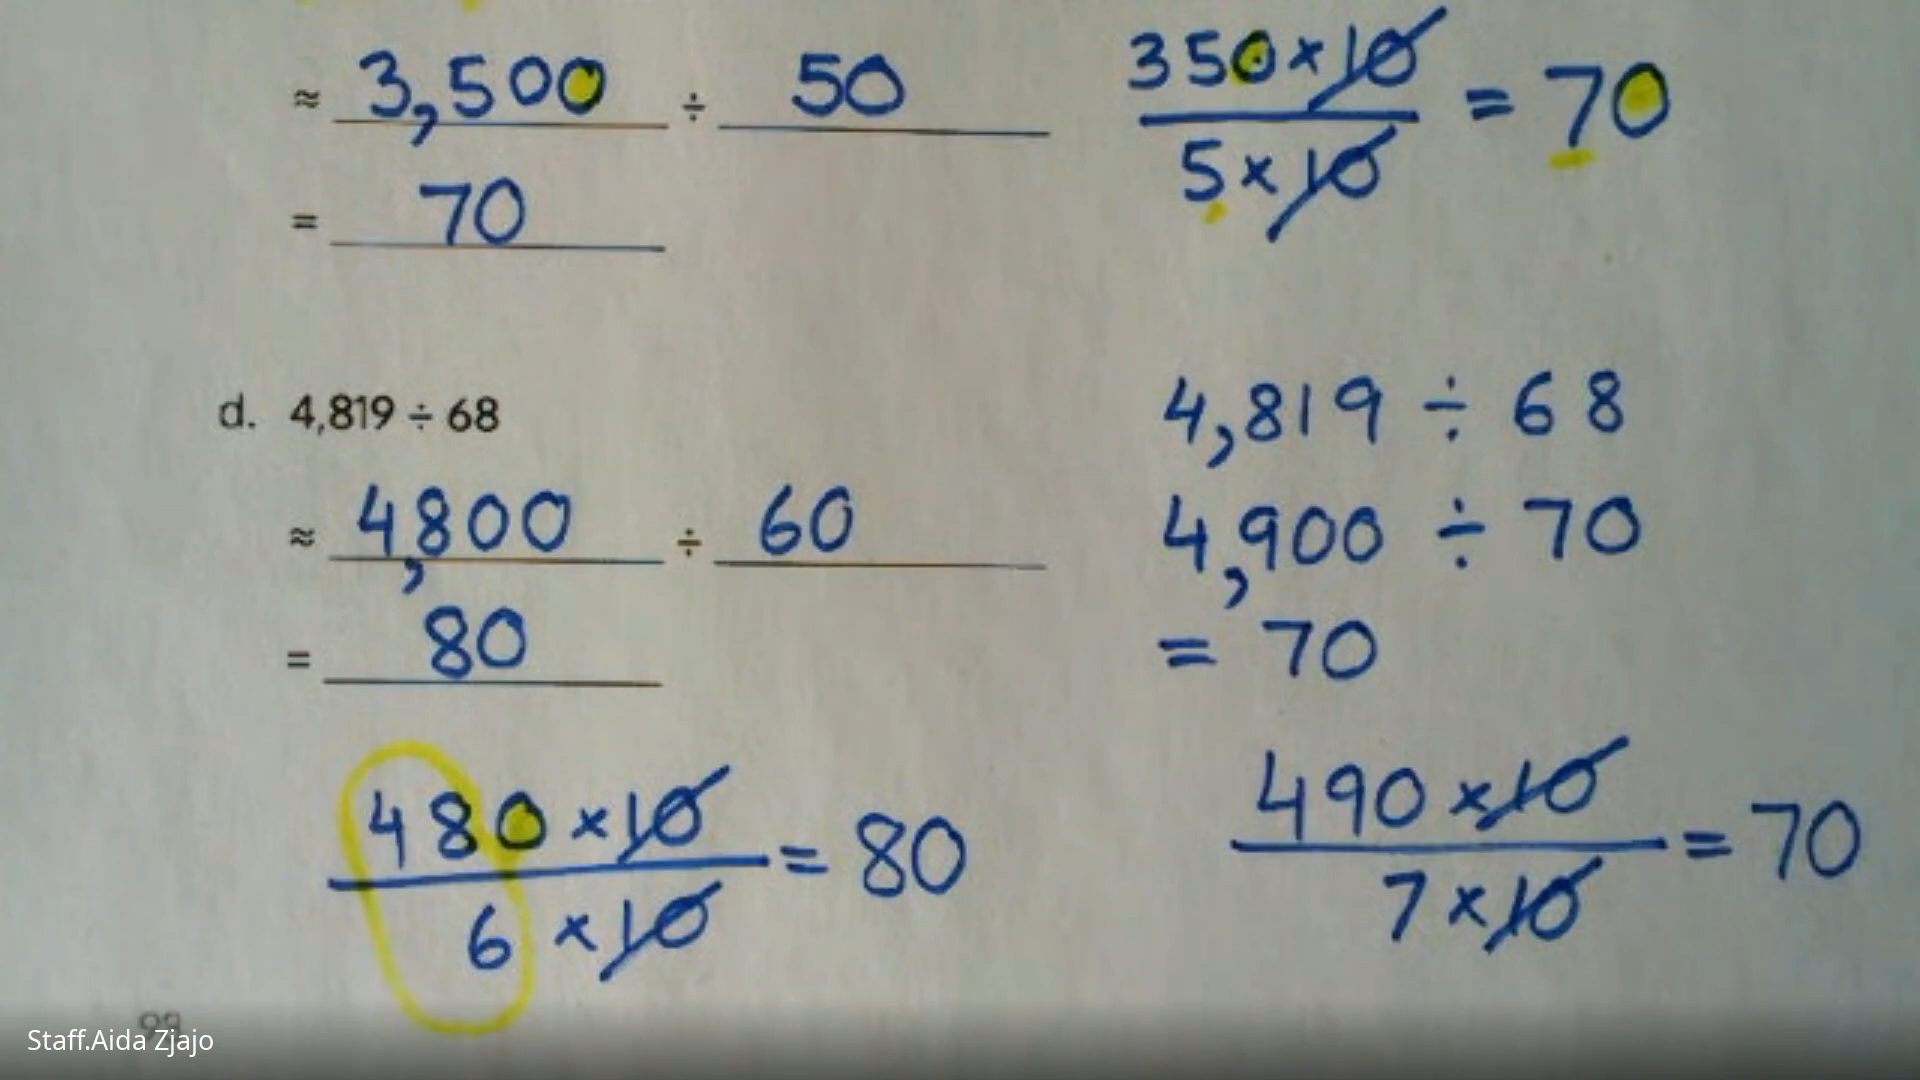 ≈ 3,500 ÷ 50
= 70
350 × 10 / 5 × 10 = 70
d. 4,819 ÷ 68
≈ 4,800 ÷ 60
= 80
480 × 10
6 × 10
= 80
4,819 ÷ 68
4,900 ÷ 70
= 70
490 × 10
7 × 10
= 70
Staff.Aida Zjajo